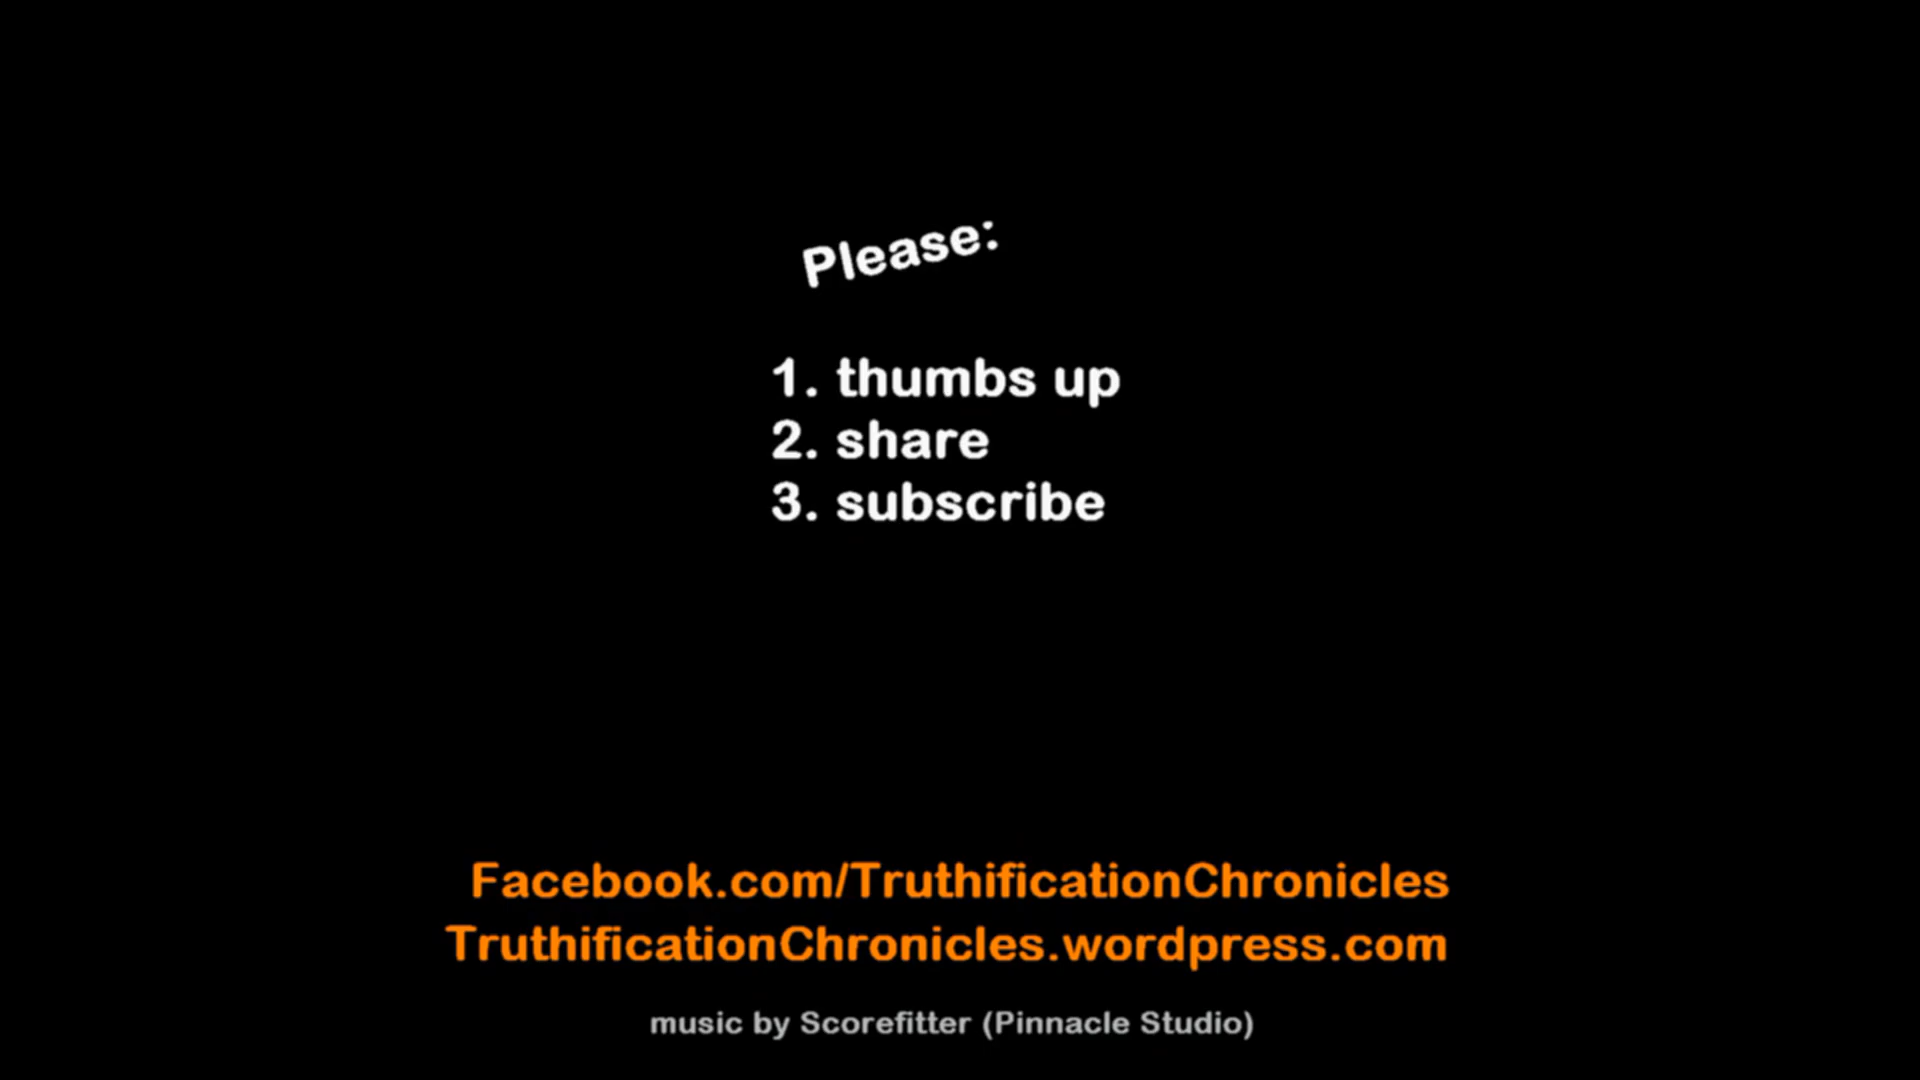 Please:
1. thumbs up
2. share
3. subscribe
Facebook.com/TruthificationChronicles
TruthificationChronicles.wordpress.com
music by Scorefitter (Pinnacle Studio)